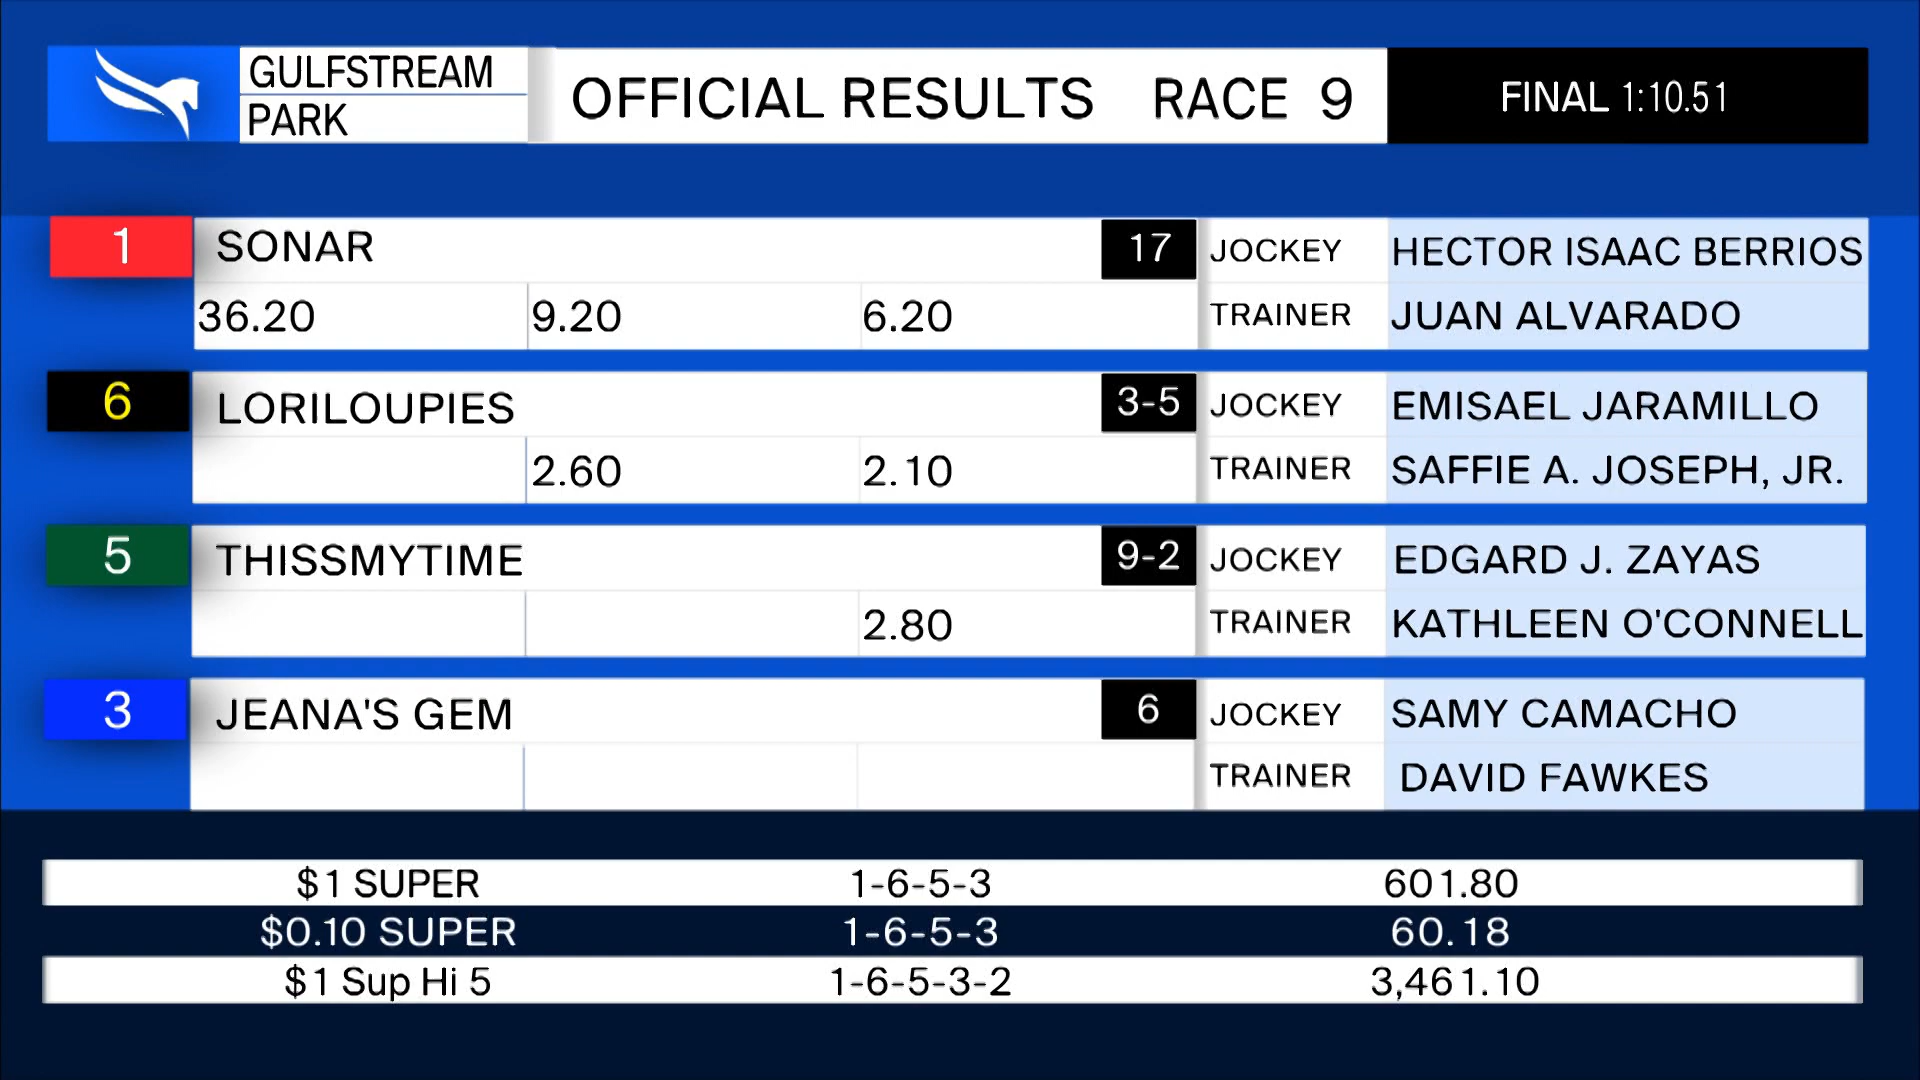 GULFSTREAM
PARK
OFFICIAL RESULTS RACE 9
FINAL 1:10.51
1 SONAR 17 JOCKEY HECTOR ISAAC BERRIOS
36.20 9.20 6.20 TRAINER JUAN ALVARADO
6 LORILOUPIES 3-5 JOCKEY EMISAEL JARAMILLO
2.60 2.10 TRAINER SAFFIE A. JOSEPH, JR.
5 THISSMYTIME 9-2 JOCKEY EDGARD J. ZAYAS
2.80 TRAINER KATHLEEN O'CONNELL
3 JEANA'S GEM 6 JOCKEY SAMY CAMACHO
TRAINER DAVID FAWKES
$1 SUPER 1-6-5-3 601.80
$0.10 SUPER 1-6-5-3 60.18
$1 Sup Hi 5 1-6-5-3-2 3,461.10